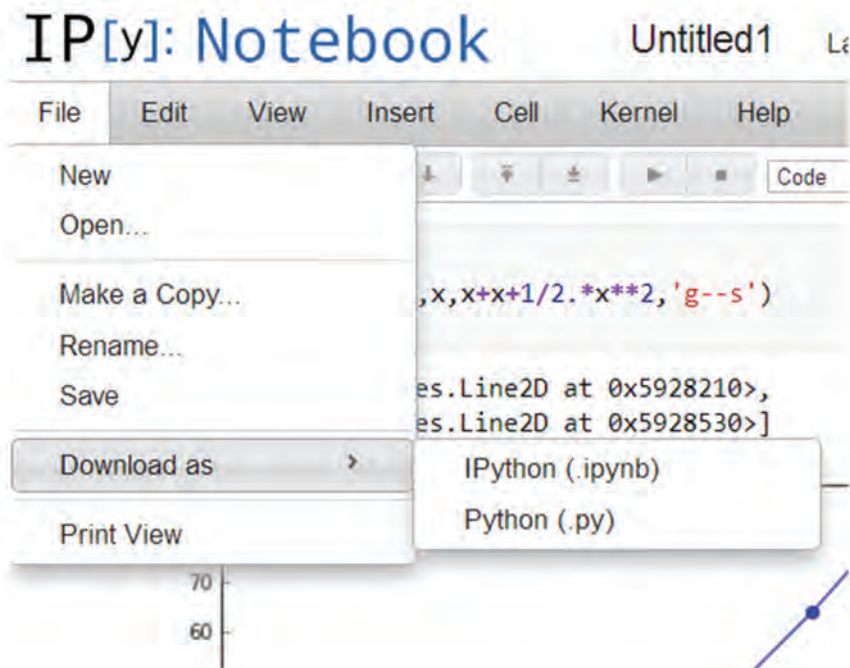 IP[y]: Notebook Untitled1
File Edit View Insert Cell Kernel Help
New
Open...
Code
Make a Copy...
,x,x+x+1/2.*x**2,'g--s')
Rename...
Save
es.Line2D at 0x5928210>,
es.Line2D at 0x5928530>]
Download as
IPython (.ipynb)
Python (.py)
Print View
70
60